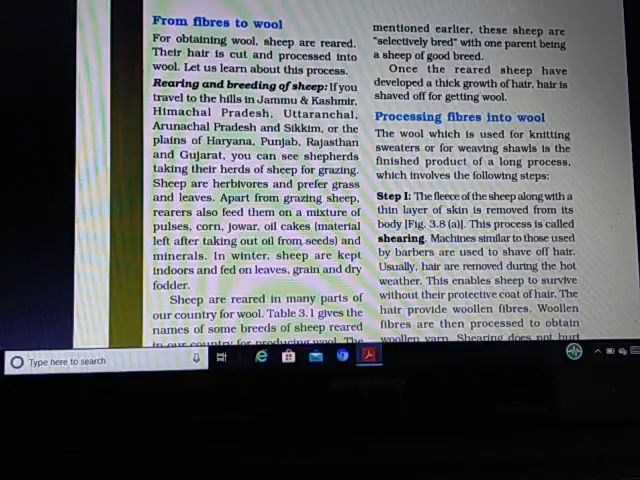 From fibres to wool
For obtaining wool, sheep are reared.
Their hair is cut and processed into
wool. Let us learn about this process.
Rearing and breeding of sheep: If you
travel to the hills in Jammu & Kashmir,
Himachal Pradesh, Uttaranchal,
Arunachal Pradesh and Sikkim, or the
plains of Haryana, Punjab, Rajasthan
and Gujarat, you can see shepherds
taking their herds of sheep for grazing.
Sheep are herbivores and prefer grass
and leaves. Apart from grazing sheep,
rearers also feed them on a mixture of
pulses, corn, jowar, oil cakes (material
left after taking out oil from seeds) and
minerals. In winter, sheep are kept
indoors and fed on leaves, grain and dry
fodder.
Sheep are reared in many parts of
our country for wool. Table 3.1 gives the
names of some breeds of sheep reared
in our country for producing wool. The
mentioned earlier, these sheep are
"selectively bred" with one parent being
a sheep of good breed.
Once the reared sheep have
developed a thick growth of hair, hair is
shaved off for getting wool.
Processing fibres into wool
The wool which is used for knitting
sweaters or for weaving shawls is the
finished product of a long process,
which involves the following steps:
Step I: The fleece of the sheep along with a
thin layer of skin is removed from its
body [Fig. 3.8 (a)]. This process is called
shearing. Machines similar to those used
by barbers are used to shave off hair.
Usually, hair are removed during the hot
weather. This enables sheep to survive
without their protective coat of hair. The
hair provide woollen fibres. Woollen
fibres are then processed to obtain
woollen yarn. Shearing does not hurt
Type here to search